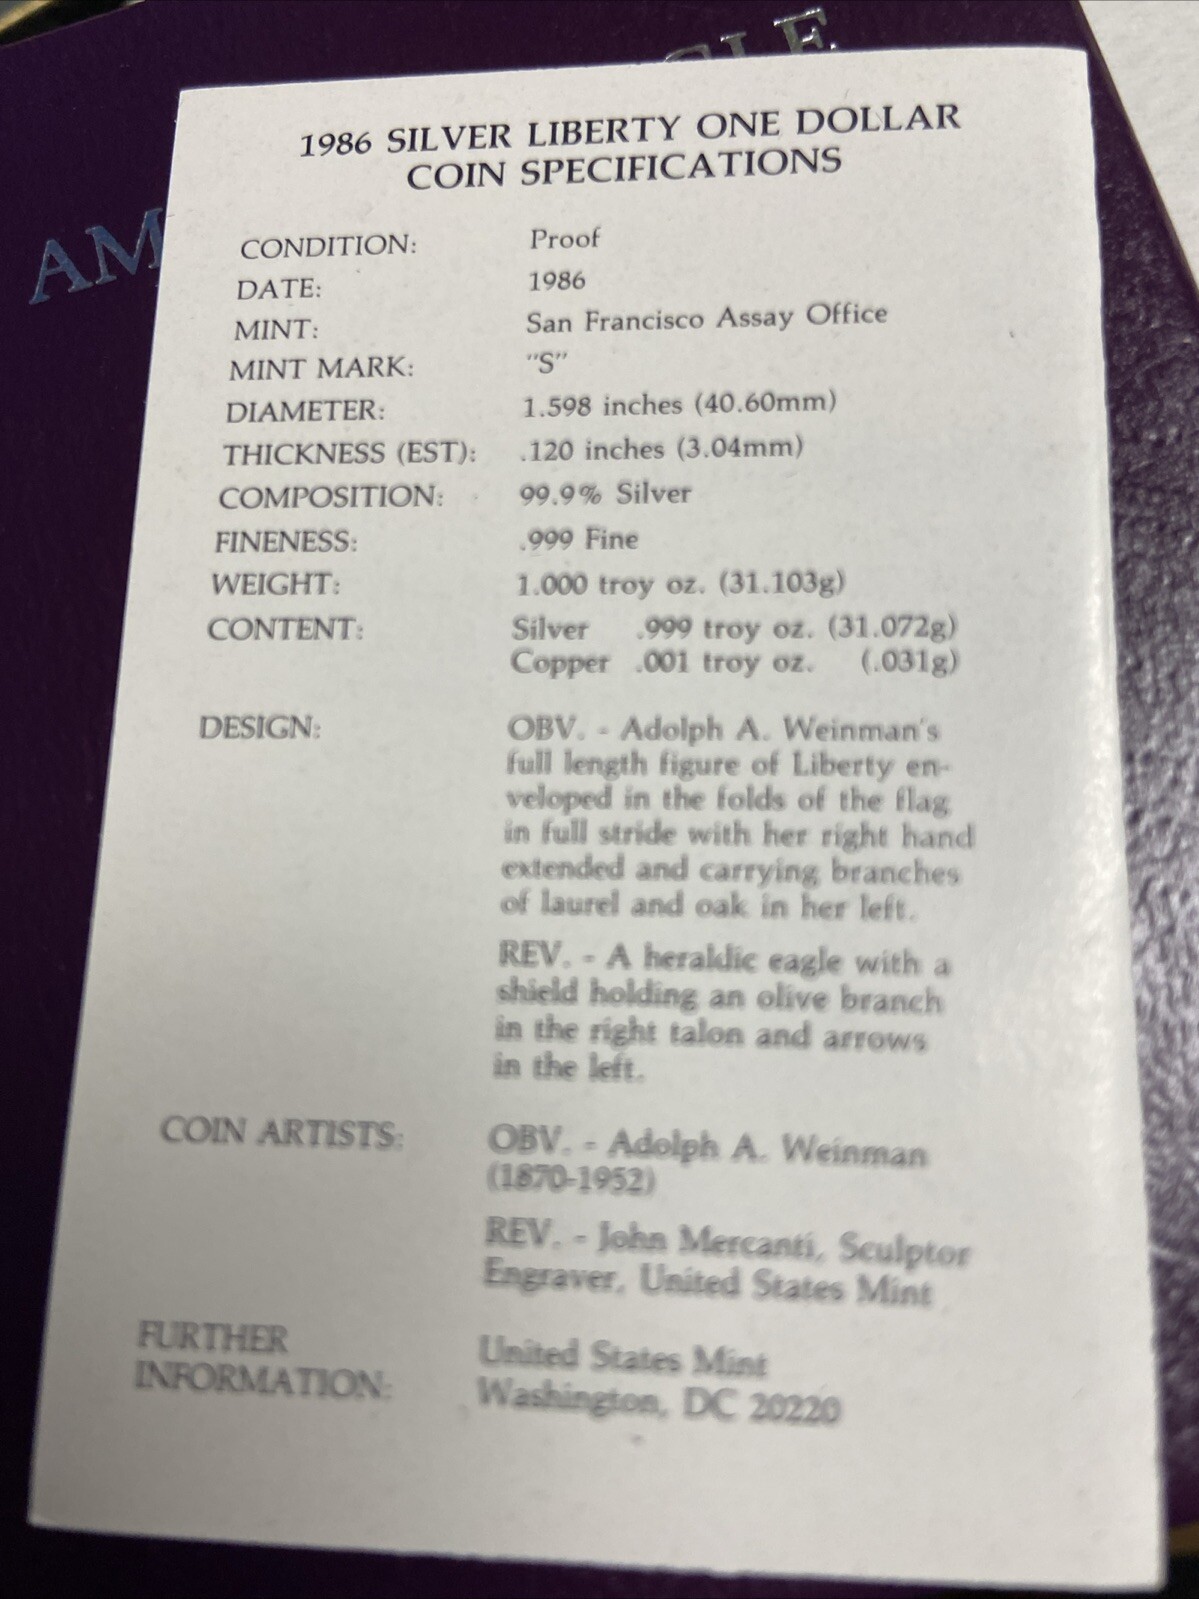 GLE
AM
1986 SILVER LIBERTY ONE DOLLAR
COIN SPECIFICATIONS
CONDITION: Proof
DATE: 1986
MINT: San Francisco Assay Office
MINT MARK: "S"
DIAMETER: 1.598 inches (40.60mm)
THICKNESS (EST): .120 inches (3.04mm)
COMPOSITION: 99.9% Silver
FINENESS: .999 Fine
WEIGHT: 1.000 troy oz. (31.103g)
CONTENT: Silver .999 troy oz. (31.072g)
Copper .001 troy oz. (.031g)
DESIGN: OBV. - Adolph A. Weinman's
full length figure of Liberty en-
veloped in the folds of the flag
in full stride with her right hand
extended and carrying branches
of laurel and oak in her left.
REV. - A heraldic eagle with a
shield holding an olive branch
in the right talon and arrows
in the left.
COIN ARTISTS: OBV. - Adolph A. Weinman
(1870-1952)
REV. - John Mercanti, Sculptor
Engraver, United States Mint
FURTHER
INFORMATION: United States Mint
Washington, DC 20220